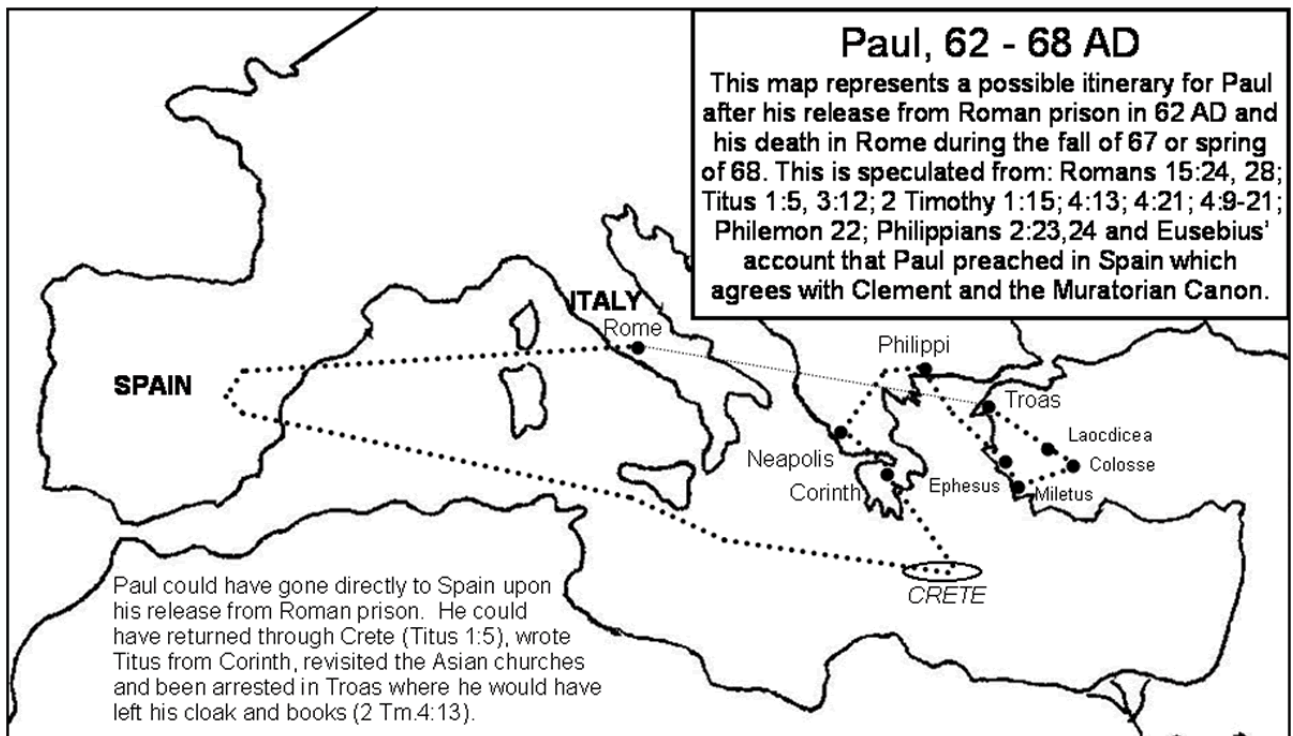 Paul, 62 - 68 AD
This map represents a possible itinerary for Paul
after his release from Roman prison in 62 AD and
his death in Rome during the fall of 67 or spring
of 68. This is speculated from: Romans 15:24, 28;
Titus 1:5, 3:12; 2 Timothy 1:15; 4:13; 4:21; 4:9-21;
Philemon 22; Philippians 2:23,24 and Eusebius'
account that Paul preached in Spain which
agrees with Clement and the Muratorian Canon.
ITALY
Rome
Philippi
SPAIN
Troas
Laocdicea
Neapolis
Colosse
Corinth
Ephesus
Miletus
CRETE
Paul could have gone directly to Spain upon
his release from Roman prison. He could
have returned through Crete (Titus 1:5), wrote
Titus from Corinth, revisited the Asian churches
and been arrested in Troas where he would have
left his cloak and books (2 Tm.4:13).